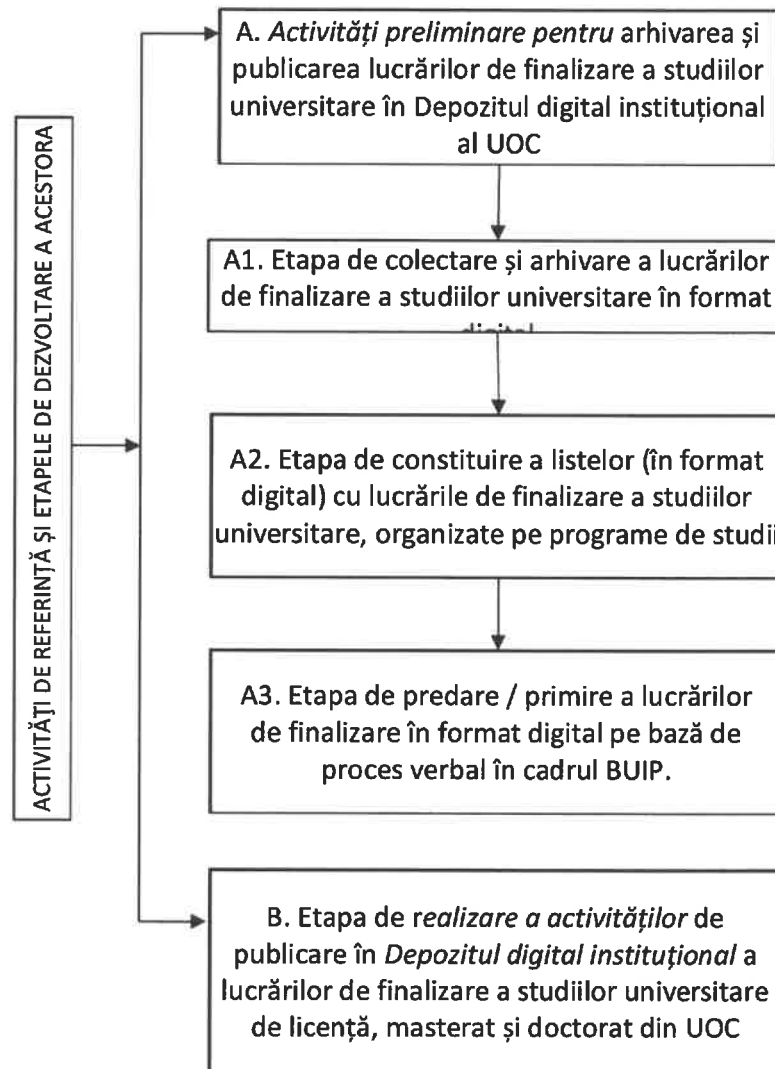 ACTIVITĂȚI DE REFERINȚĂ ȘI ETAPELE DE DEZVOLTARE A ACESTORA
A. Activități preliminare pentru arhivarea și
publicarea lucrărilor de finalizare a studiilor
universitare în Depozitul digital instituțional
al UOC
A1. Etapa de colectare și arhivare a lucrărilor
de finalizare a studiilor universitare în format
A2. Etapa de constituire a listelor (în format
digital) cu lucrările de finalizare a studiilor
universitare, organizate pe programe de studii
A3. Etapa de predare / primire a lucrărilor
de finalizare în format digital pe bază de
proces verbal în cadrul BUIP.
B. Etapa de realizare a activităților de
publicare în Depozitul digital instituțional a
lucrărilor de finalizare a studiilor universitare
de licență, masterat și doctorat din UOC